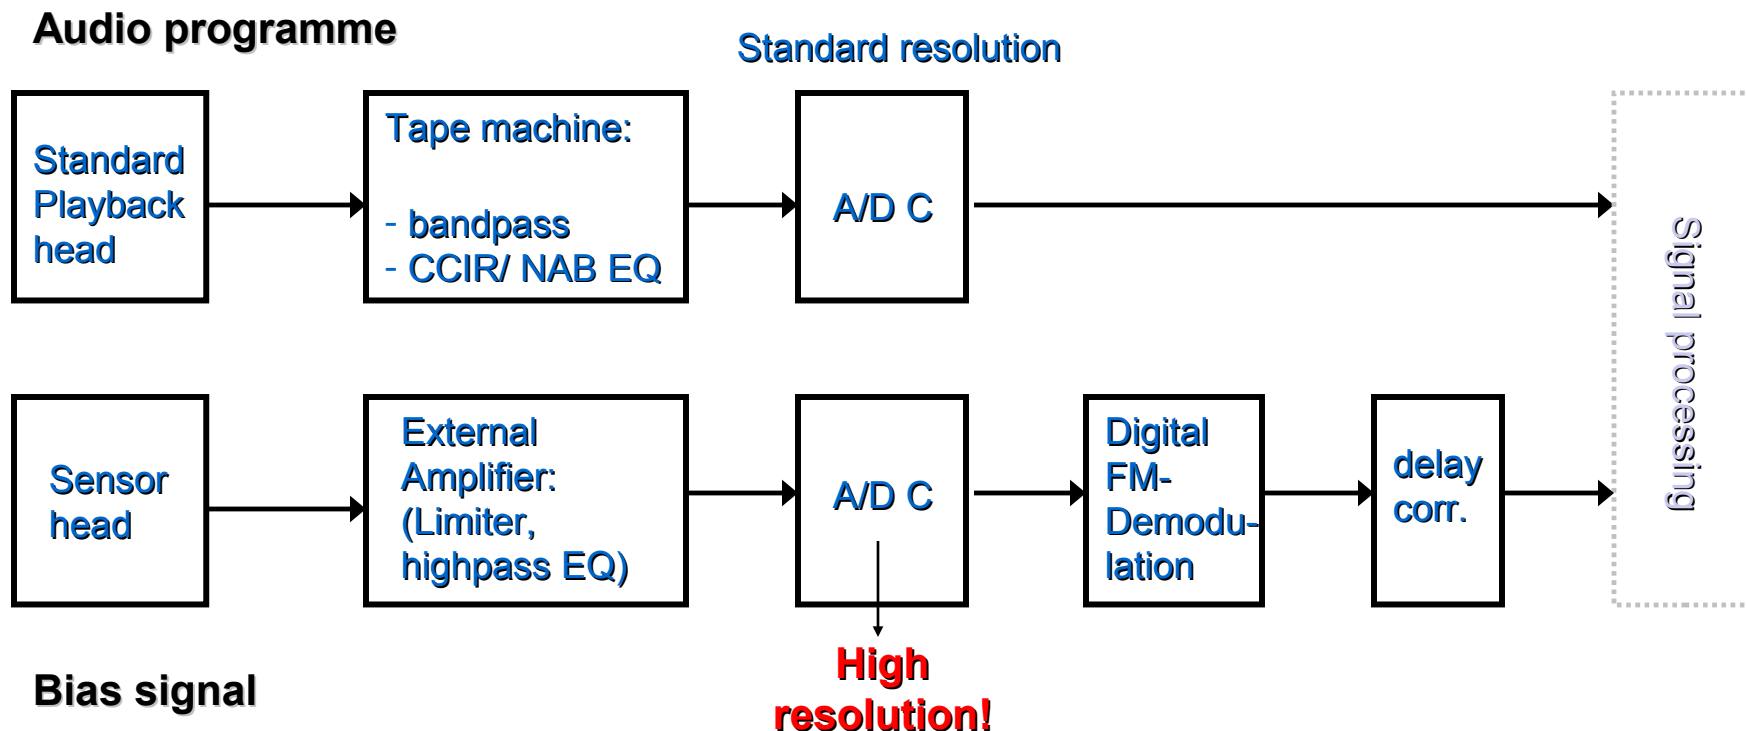 Audio programme
Standard resolution
Standard
Playback
head
Tape machine:
- bandpass
- CCIR/ NAB EQ
A/D C
Signal processing
Sensor
head
External
Amplifier:
(Limiter,
highpass EQ)
A/D C
Digital
FM-
Demodu-
lation
delay
corr.
High
resolution!
Bias signal